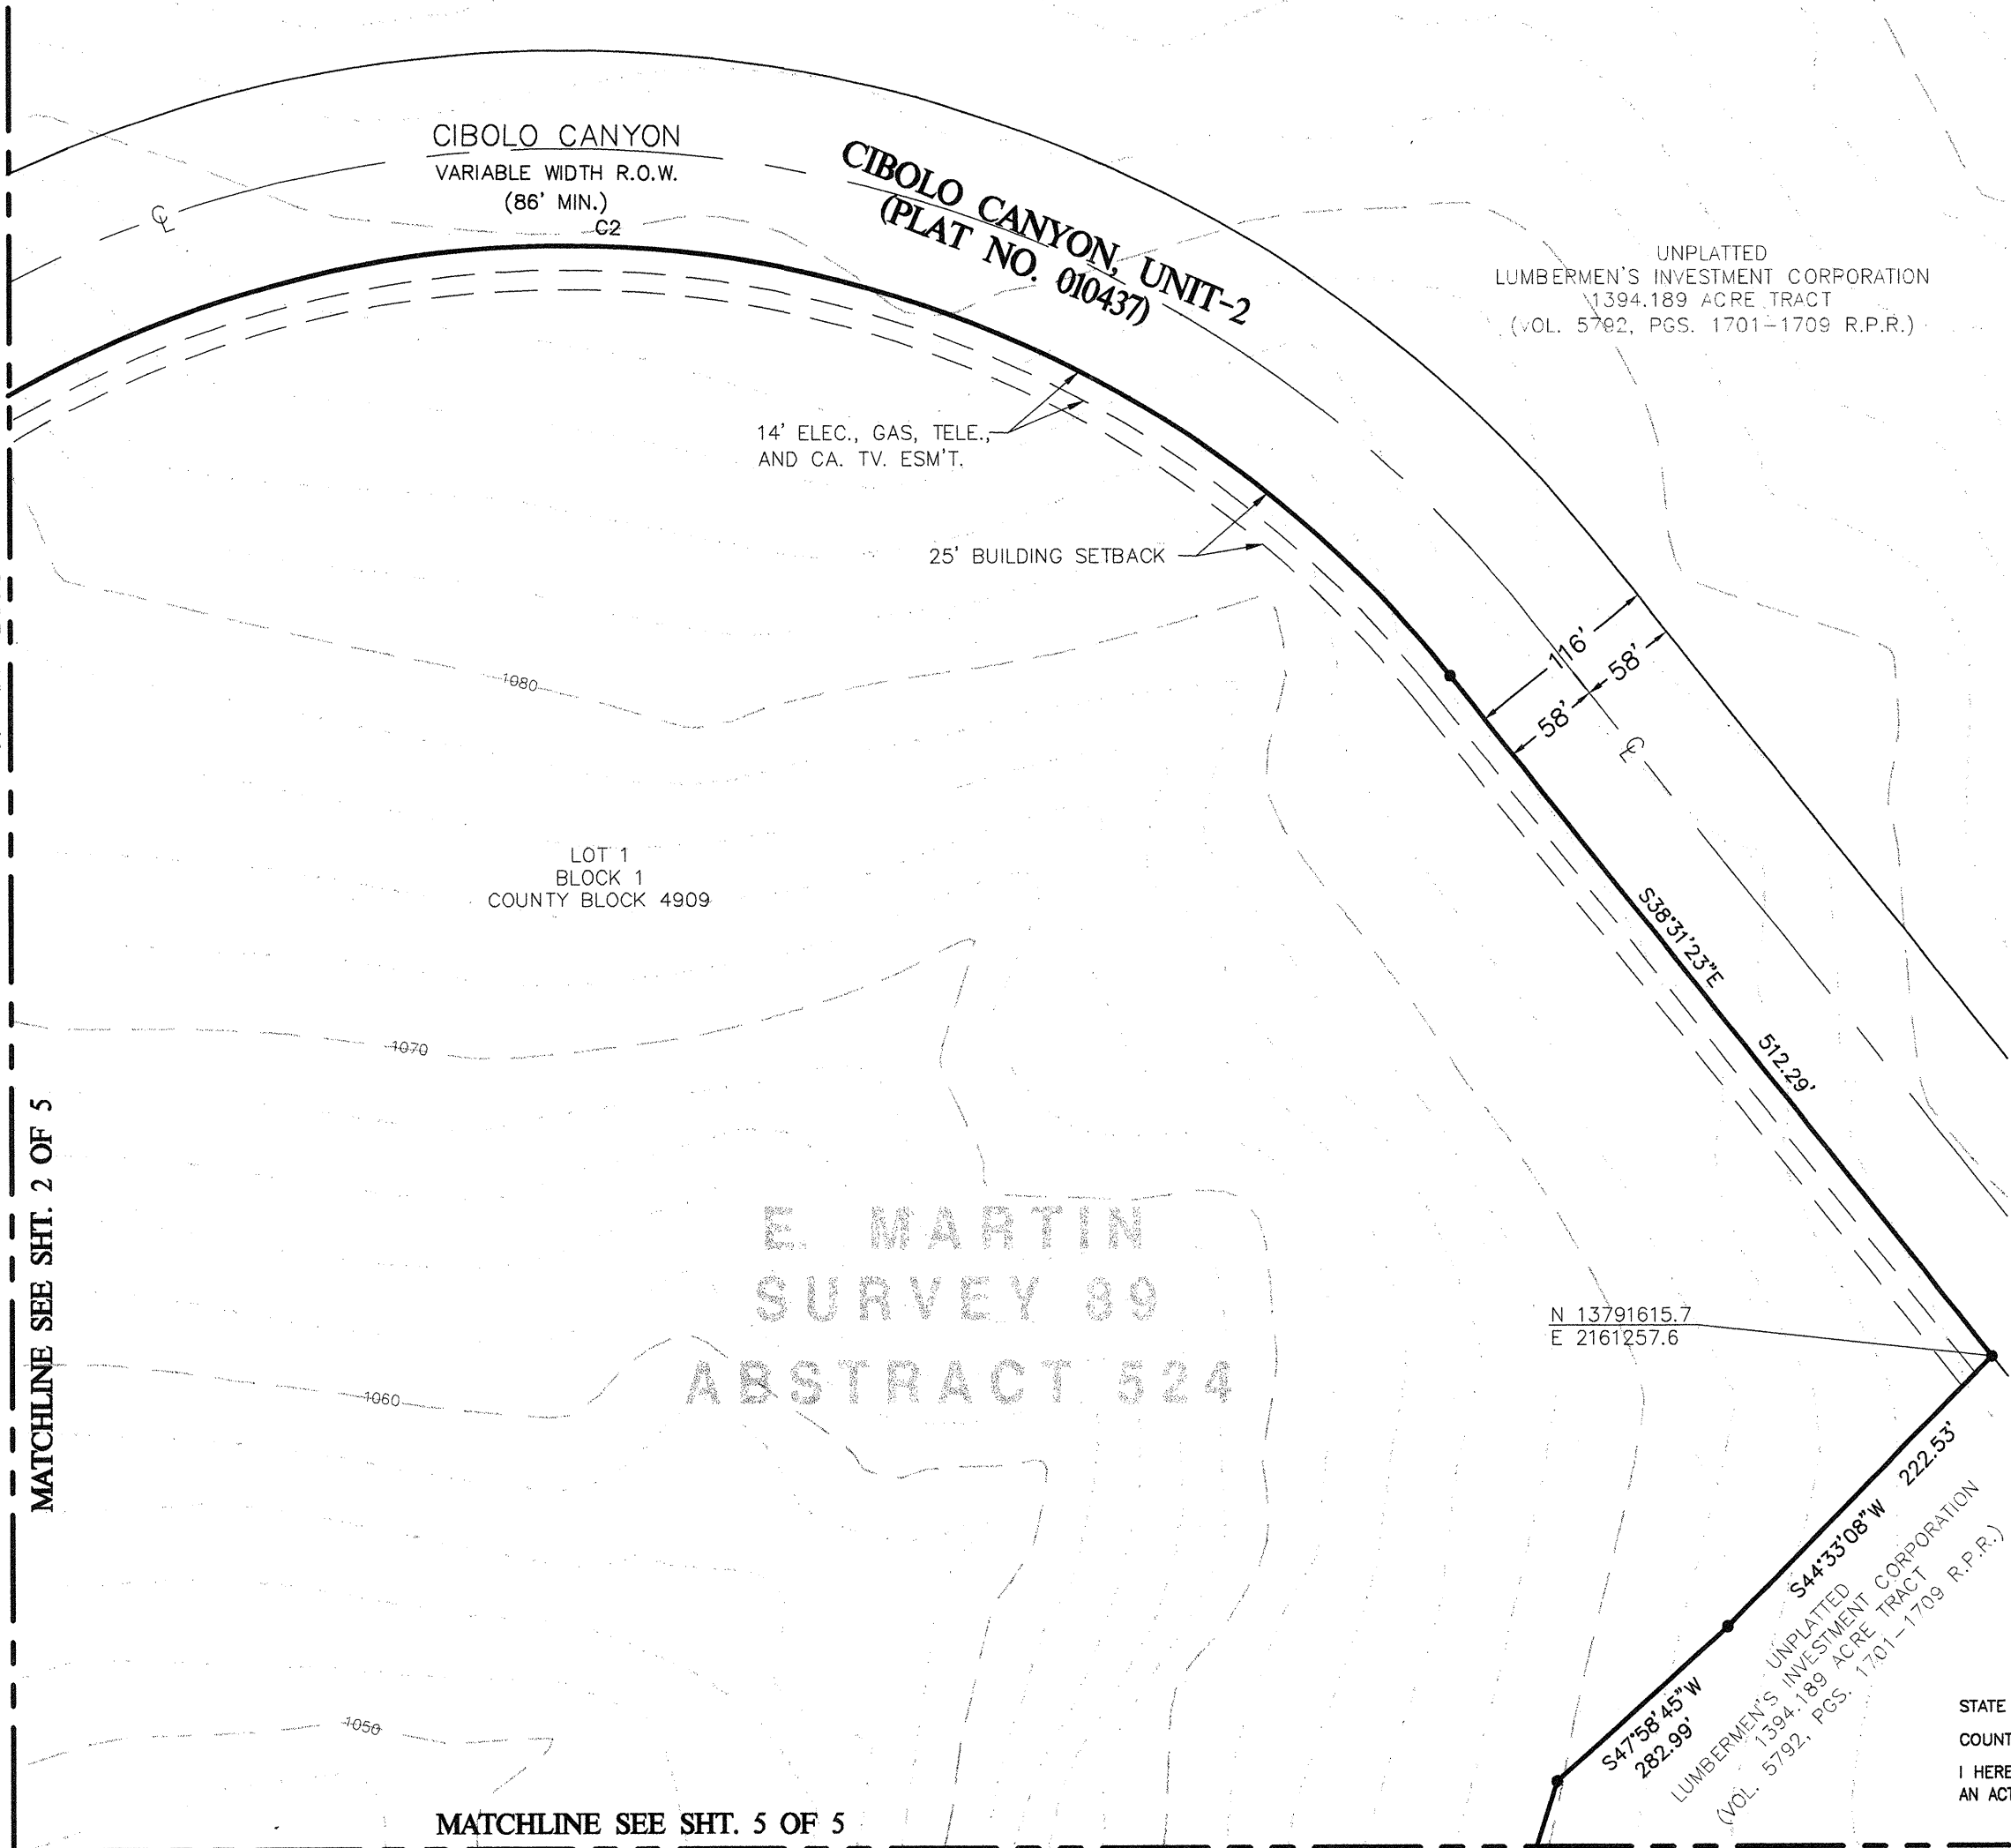 CIBOLO CANYON
VARIABLE WIDTH R.O.W.
(86' MIN.)
C2
℄
CIBOLO CANYON, UNIT-2
(PLAT NO. 010437)
UNPLATTED
LUMBERMEN'S INVESTMENT CORPORATION
1394.189 ACRE TRACT
(VOL. 5792, PGS. 1701-1709 R.P.R.)
14' ELEC., GAS, TELE.,
AND CA. TV. ESM'T.
25' BUILDING SETBACK
116'
58'
58'
℄
1080
LOT 1
BLOCK 1
COUNTY BLOCK 4909
S38°31'23"E
512.29'
1070
MATCHLINE SEE SHT. 2 OF 5
E. MARTIN
SURVEY 89
ABSTRACT 524
N 13791615.7
E 2161257.6
1060
S44°33'08"W 222.53'
UNPLATTED
LUMBERMEN'S INVESTMENT CORPORATION
1394.189 ACRE TRACT
(VOL. 5792, PGS. 1701-1709 R.P.R.)
S47°58'45"W
282.99'
1050
STATE
COUNT
I HERE
AN ACT
MATCHLINE SEE SHT. 5 OF 5